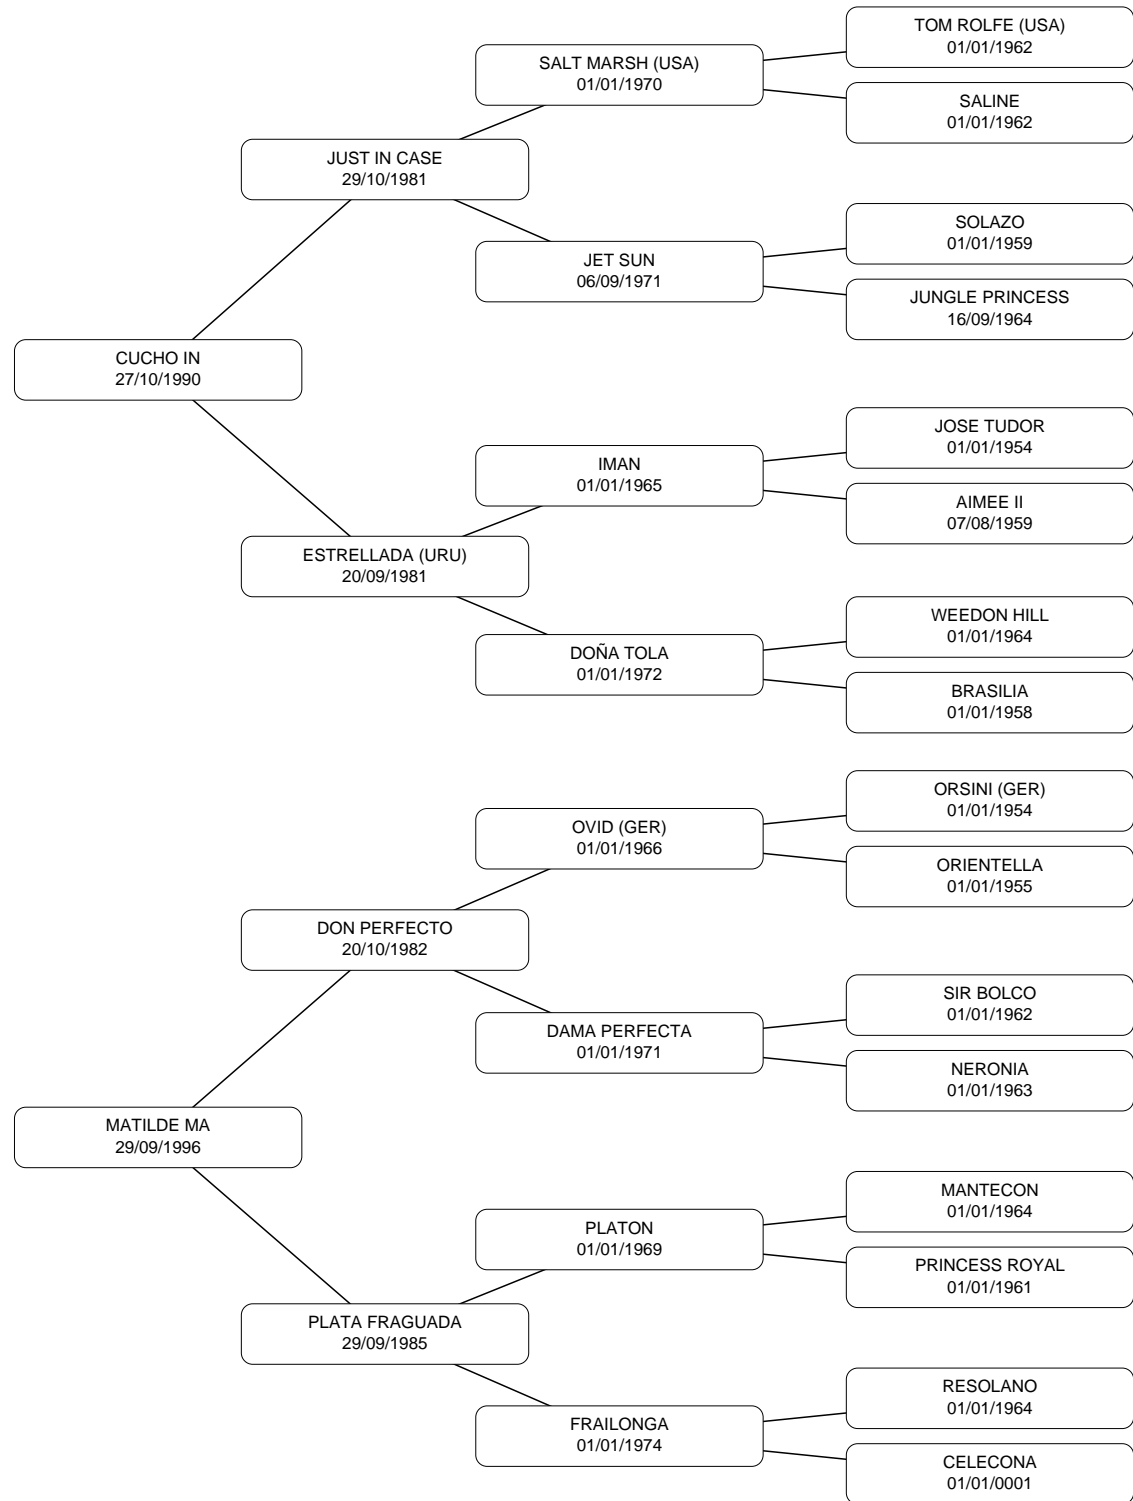 TOM ROLFE (USA)
01/01/1962
SALT MARSH (USA)
01/01/1970
SALINE
01/01/1962
JUST IN CASE
29/10/1981
SOLAZO
01/01/1959
JET SUN
06/09/1971
JUNGLE PRINCESS
16/09/1964
CUCHO IN
27/10/1990
JOSE TUDOR
01/01/1954
IMAN
01/01/1965
AIMEE II
07/08/1959
ESTRELLADA (URU)
20/09/1981
WEEDON HILL
01/01/1964
DOÑA TOLA
01/01/1972
BRASILIA
01/01/1958
ORSINI (GER)
01/01/1954
OVID (GER)
01/01/1966
ORIENTELLA
01/01/1955
DON PERFECTO
20/10/1982
SIR BOLCO
01/01/1962
DAMA PERFECTA
01/01/1971
NERONIA
01/01/1963
MATILDE MA
29/09/1996
MANTECON
01/01/1964
PLATON
01/01/1969
PRINCESS ROYAL
01/01/1961
PLATA FRAGUADA
29/09/1985
RESOLANO
01/01/1964
FRAILONGA
01/01/1974
CELECONA
01/01/0001